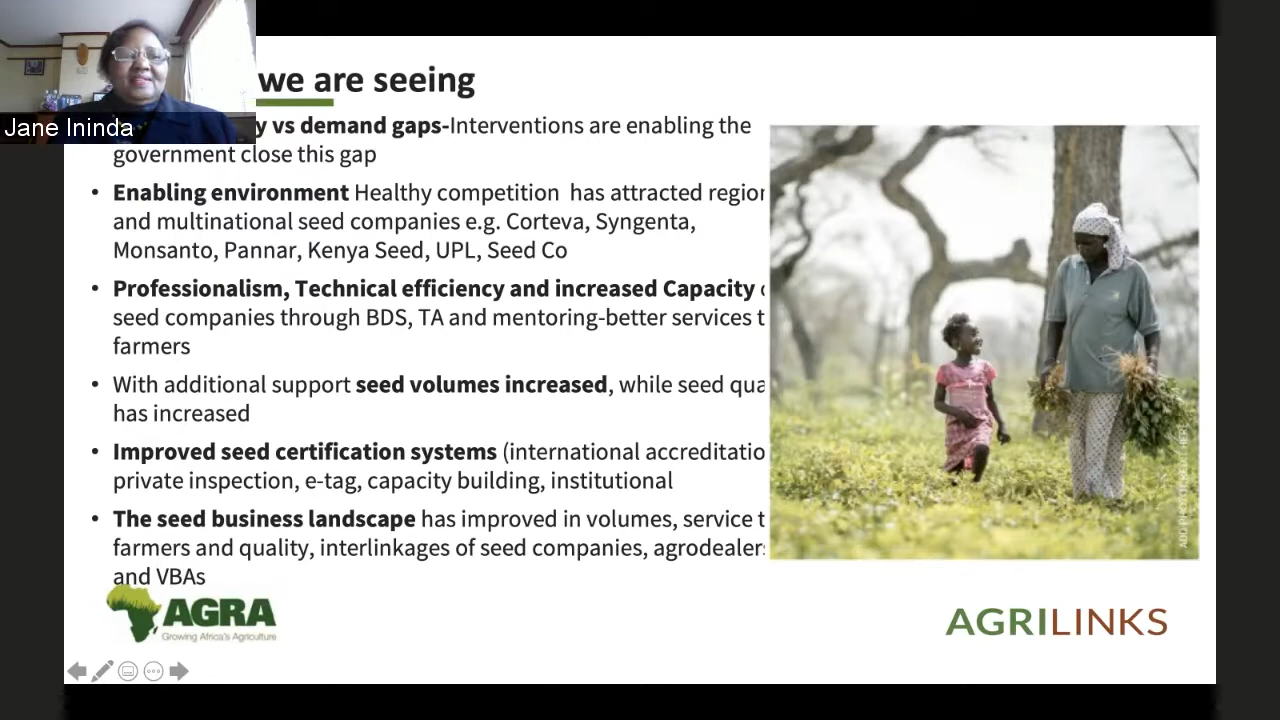 we are seeing
Jane Ininda
y vs demand gaps-Interventions are enabling the
government close this gap
• Enabling environment Healthy competition has attracted region
and multinational seed companies e.g. Corteva, Syngenta,
Monsanto, Pannar, Kenya Seed, UPL, Seed Co
• Professionalism, Technical efficiency and increased Capacity
seed companies through BDS, TA and mentoring-better services t
farmers
• With additional support seed volumes increased, while seed qua
has increased
• Improved seed certification systems (international accreditatio
private inspection, e-tag, capacity building, institutional
• The seed business landscape has improved in volumes, service t
farmers and quality, interlinkages of seed companies, agrodealers
and VBAs
AGRA
Growing Africa's Agriculture
AGRILINKS